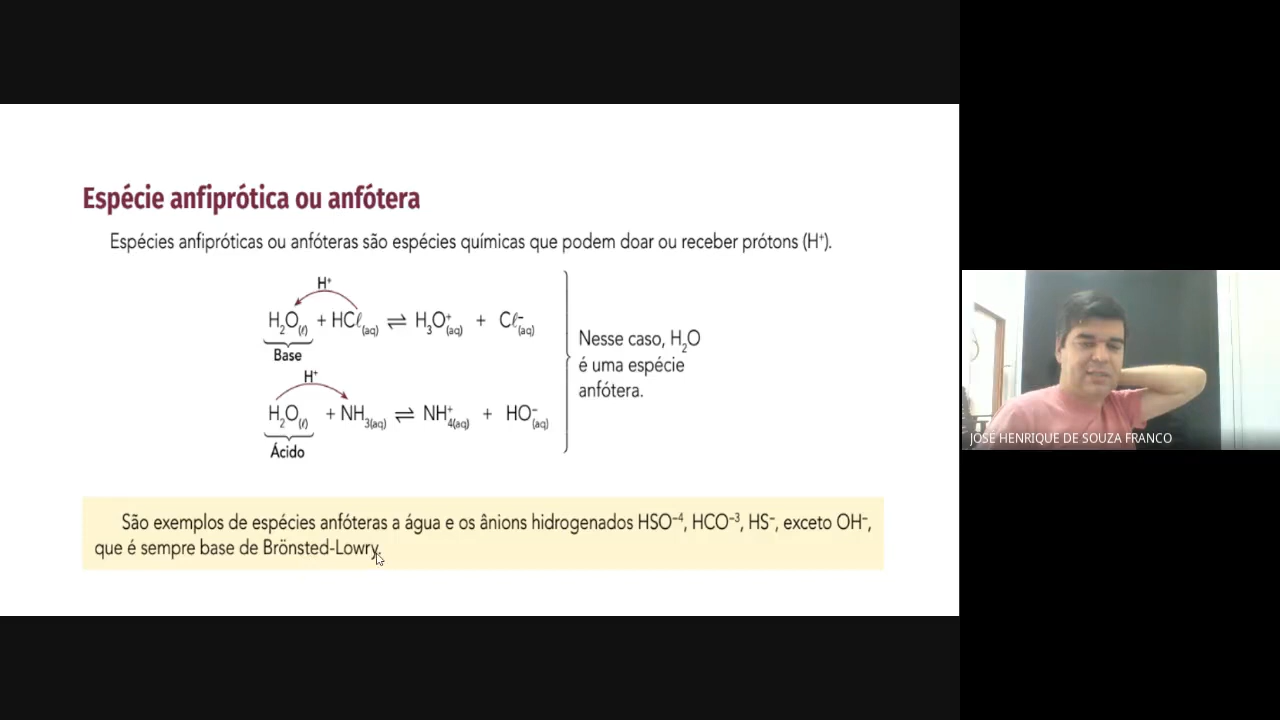 Espécie anfiprótica ou anfótera
Espécies anfipróticas ou anfóteras são espécies químicas que podem doar ou receber prótons (H⁺).
H⁺
H₂O(ℓ) + HCℓ(aq) ⇌ H₃O⁺(aq) + Cℓ⁻(aq)
Base
H⁺
H₂O(ℓ) + NH₃(aq) ⇌ NH₄⁺(aq) + HO⁻(aq)
Ácido
Nesse caso, H₂O
é uma espécie
anfótera.
São exemplos de espécies anfóteras a água e os ânions hidrogenados HSO⁻⁴, HCO⁻³, HS⁻, exceto OH⁻,
que é sempre base de Brönsted-Lowry.
JOSE HENRIQUE DE SOUZA FRANCO